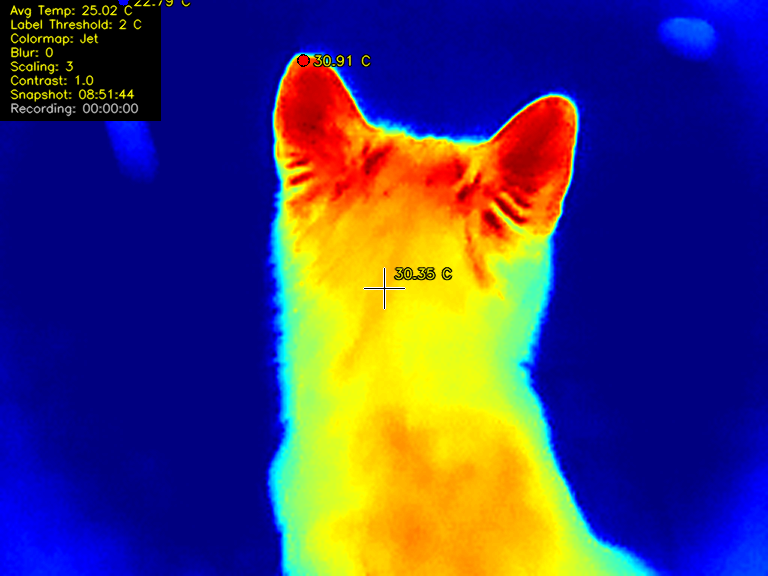 22.79 C
Avg Temp: 25.02 C
Label Threshold: 2 C
Colormap: Jet
Blur: 0
Scaling: 3
Contrast: 1.0
Snapshot: 08:51:44
Recording: 00:00:00
30.91 C
30.35 C